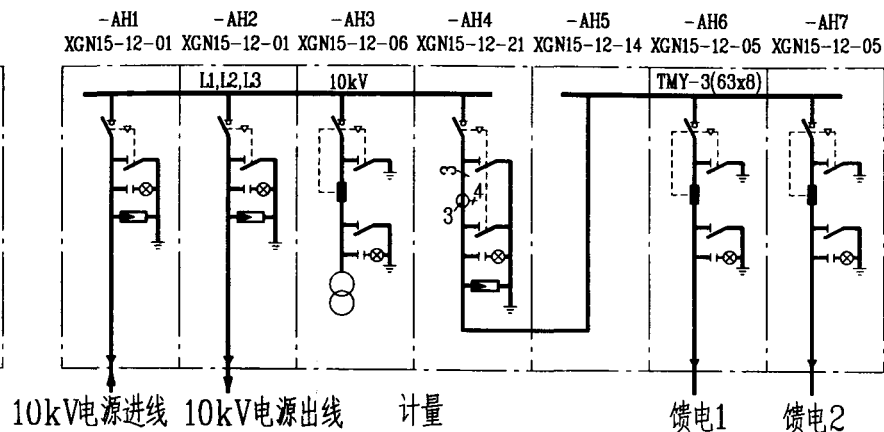 -AH1 -AH2 -AH3 -AH4 -AH5 -AH6 -AH7
XGN15-12-01 XGN15-12-01 XGN15-12-06 XGN15-12-21 XGN15-12-14 XGN15-12-05 XGN15-12-05
L1,L2,L3 10kV TMY-3(63x8)
3
4
3
10kV电源进线 10kV电源出线 计量 馈电1 馈电2